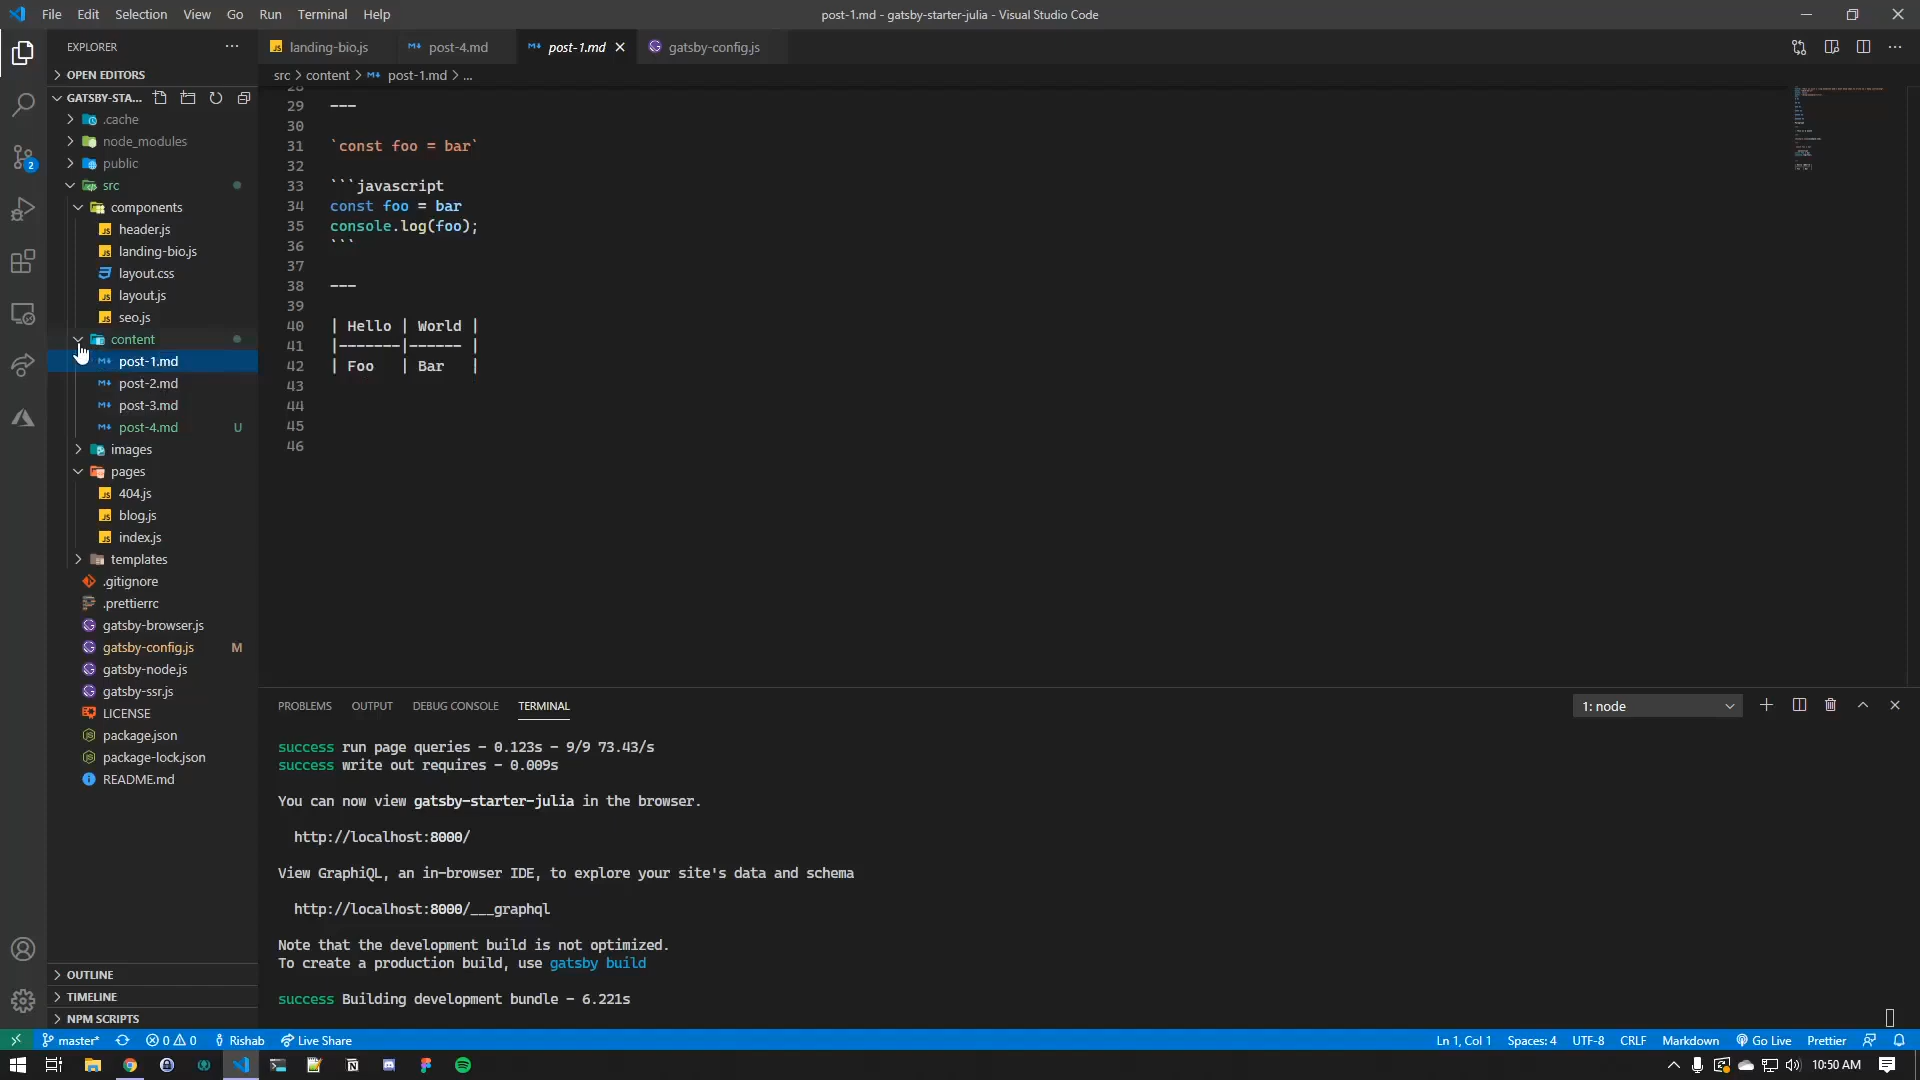 File Edit Selection View Go Run Terminal Help
post-1.md - gatsby-starter-julia - Visual Studio Code
EXPLORER
OPEN EDITORS
GATSBY-STA...
.cache
node_modules
public
src
components
header.js
landing-bio.js
layout.css
layout.js
seo.js
content
post-1.md
post-2.md
post-3.md
post-4.md U
images
pages
404.js
blog.js
index.js
templates
.gitignore
.prettierrc
gatsby-browser.js
gatsby-config.js M
gatsby-node.js
gatsby-ssr.js
LICENSE
package.json
package-lock.json
README.md
OUTLINE
TIMELINE
NPM SCRIPTS
2
landing-bio.js post-4.md post-1.md gatsby-config.js
src > content > post-1.md > ...
28
29 ---
30
31 `const foo = bar`
32
33 ```javascript
34 const foo = bar
35 console.log(foo);
36 ```
37
38 ---
39
40 | Hello | World |
41 |-------|------ |
42 | Foo | Bar |
43
44
45
46
PROBLEMS OUTPUT DEBUG CONSOLE TERMINAL
1: node
success run page queries - 0.123s - 9/9 73.43/s
success write out requires - 0.009s
You can now view gatsby-starter-julia in the browser.
http://localhost:8000/
View GraphiQL, an in-browser IDE, to explore your site's data and schema
http://localhost:8000/___graphql
Note that the development build is not optimized.
To create a production build, use gatsby build
success Building development bundle - 6.221s
master* 0 0 Rishab Live Share
Ln 1, Col 1 Spaces: 4 UTF-8 CRLF Markdown Go Live Prettier
10:50 AM